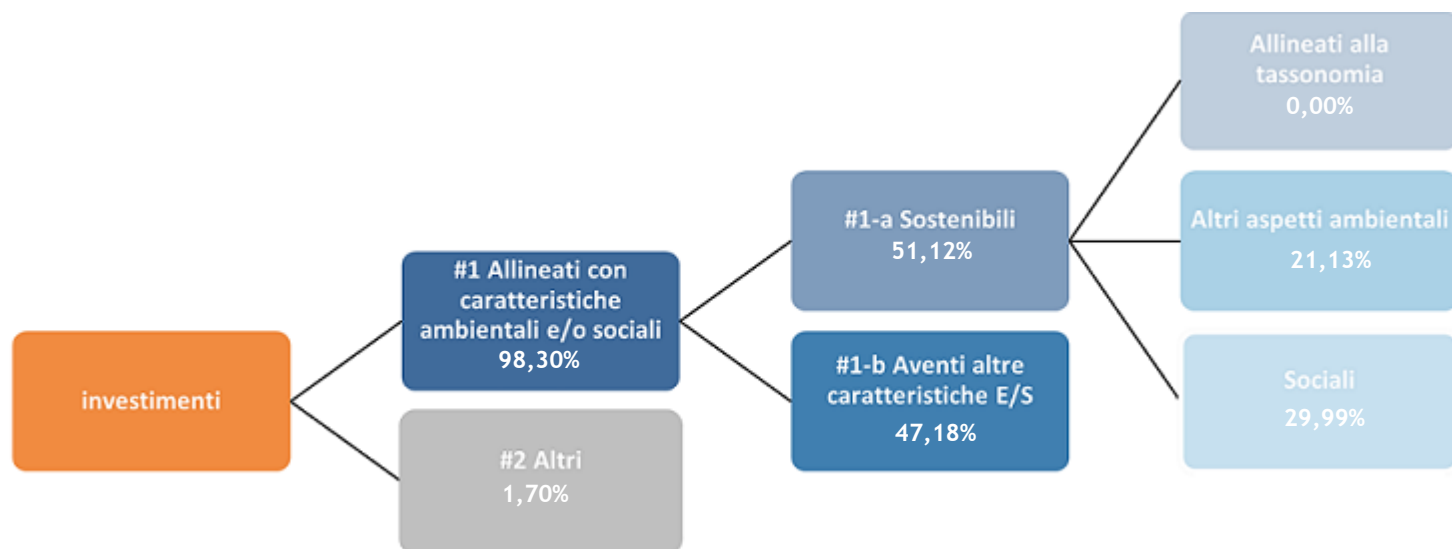 investimenti
#1 Allineati con
caratteristiche
ambientali e/o sociali
98,30%
#2 Altri
1,70%
#1-a Sostenibili
51,12%
#1-b Aventi altre
caratteristiche E/S
47,18%
Allineati alla
tassonomia
0,00%
Altri aspetti ambientali
21,13%
Sociali
29,99%